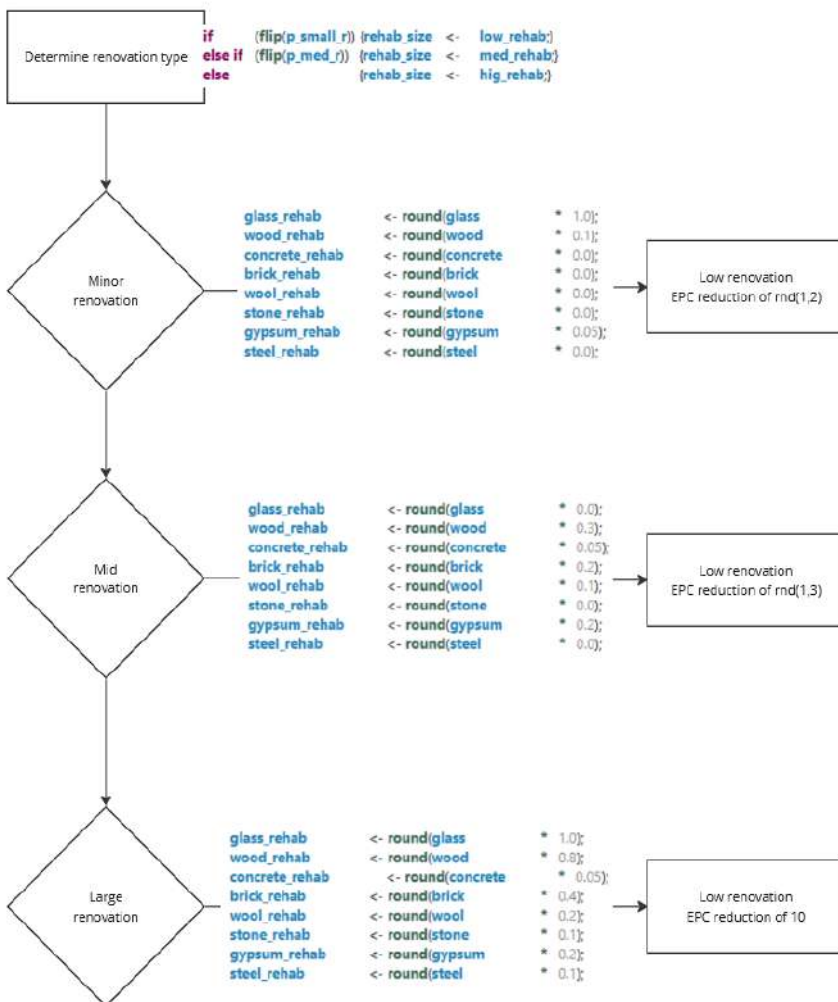 Determine renovation type
if (flip(p_small_r)) {rehab_size <- low_rehab;}
else if (flip(p_med_r)) {rehab_size <- med_rehab;}
else {rehab_size <- hig_rehab;}
Minor
renovation
glass_rehab <- round(glass * 1.0);
wood_rehab <- round(wood * 0.1);
concrete_rehab <- round(concrete * 0.0);
brick_rehab <- round(brick * 0.0);
wool_rehab <- round(wool * 0.0);
stone_rehab <- round(stone * 0.0);
gypsum_rehab <- round(gypsum * 0.05);
steel_rehab <- round(steel * 0.0);
Low renovation
EPC reduction of rnd(1,2)
Mid
renovation
glass_rehab <- round(glass * 0.0);
wood_rehab <- round(wood * 0.3);
concrete_rehab <- round(concrete * 0.05);
brick_rehab <- round(brick * 0.2);
wool_rehab <- round(wool * 0.1);
stone_rehab <- round(stone * 0.0);
gypsum_rehab <- round(gypsum * 0.2);
steel_rehab <- round(steel * 0.0);
Low renovation
EPC reduction of rnd(1,3)
Large
renovation
glass_rehab <- round(glass * 1.0);
wood_rehab <- round(wood * 0.8);
concrete_rehab <- round(concrete * 0.05);
brick_rehab <- round(brick * 0.4);
wool_rehab <- round(wool * 0.2);
stone_rehab <- round(stone * 0.1);
gypsum_rehab <- round(gypsum * 0.2);
steel_rehab <- round(steel * 0.1);
Low renovation
EPC reduction of 10